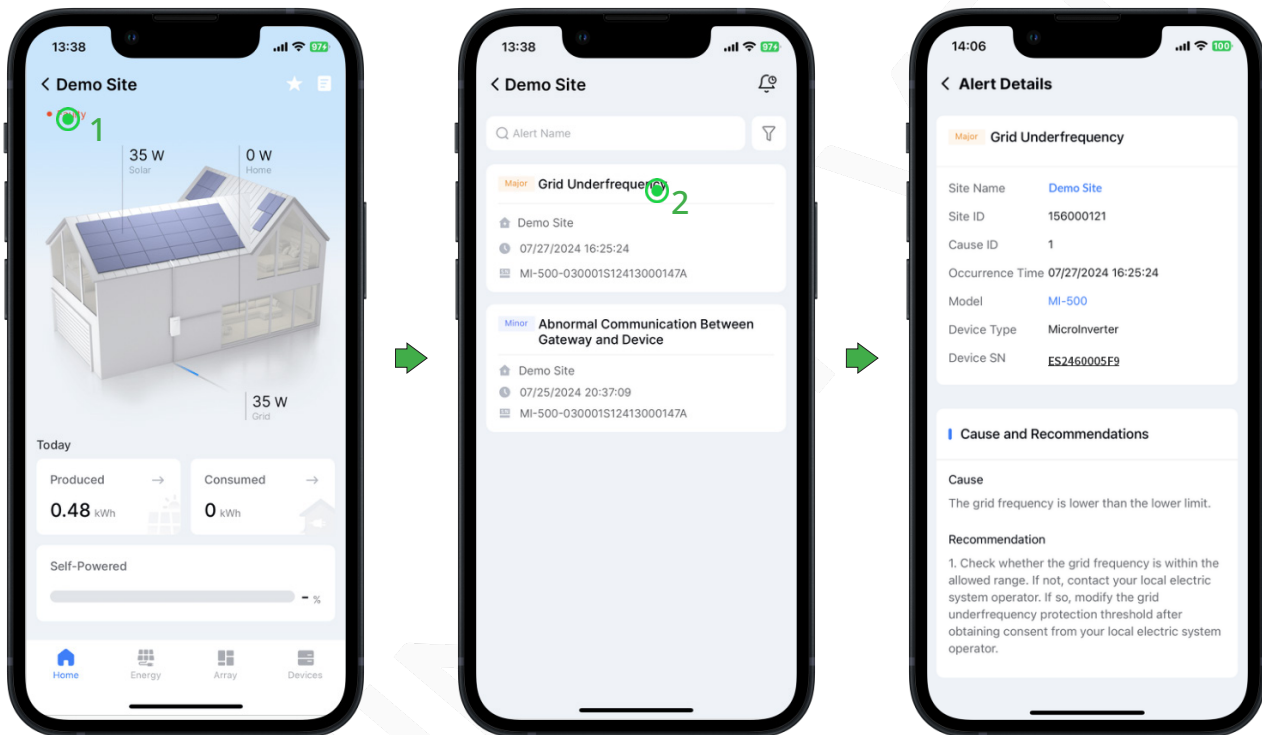 13:38
97
Demo Site
1
35 W
Solar
0 W
Home
35 W
Grid
Today
Produced
0.48 kWh
Consumed
0 kWh
Self-Powered
- %
Home
Energy
Array
Devices
13:38
97
Demo Site
Alert Name
Major Grid Underfrequency
2
Demo Site
07/27/2024 16:25:24
MI-500-030001S12413000147A
Minor Abnormal Communication Between
Gateway and Device
Demo Site
07/25/2024 20:37:09
MI-500-030001S12413000147A
14:06
100
Alert Details
Major Grid Underfrequency
Site Name Demo Site
Site ID 156000121
Cause ID 1
Occurrence Time 07/27/2024 16:25:24
Model MI-500
Device Type MicroInverter
Device SN ES2460005F9
Cause and Recommendations
Cause
The grid frequency is lower than the lower limit.
Recommendation
1. Check whether the grid frequency is within the
allowed range. If not, contact your local electric
system operator. If so, modify the grid
underfrequency protection threshold after
obtaining consent from your local electric system
operator.